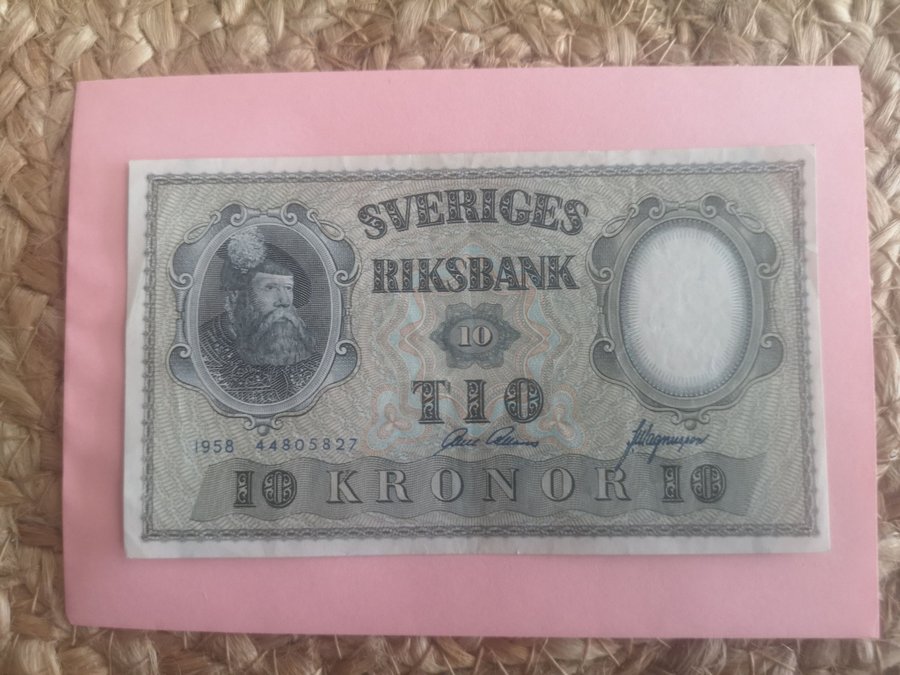 SVERIGES
RIKSBANK
10
TIO
1958 44805827
10 KRONOR 10